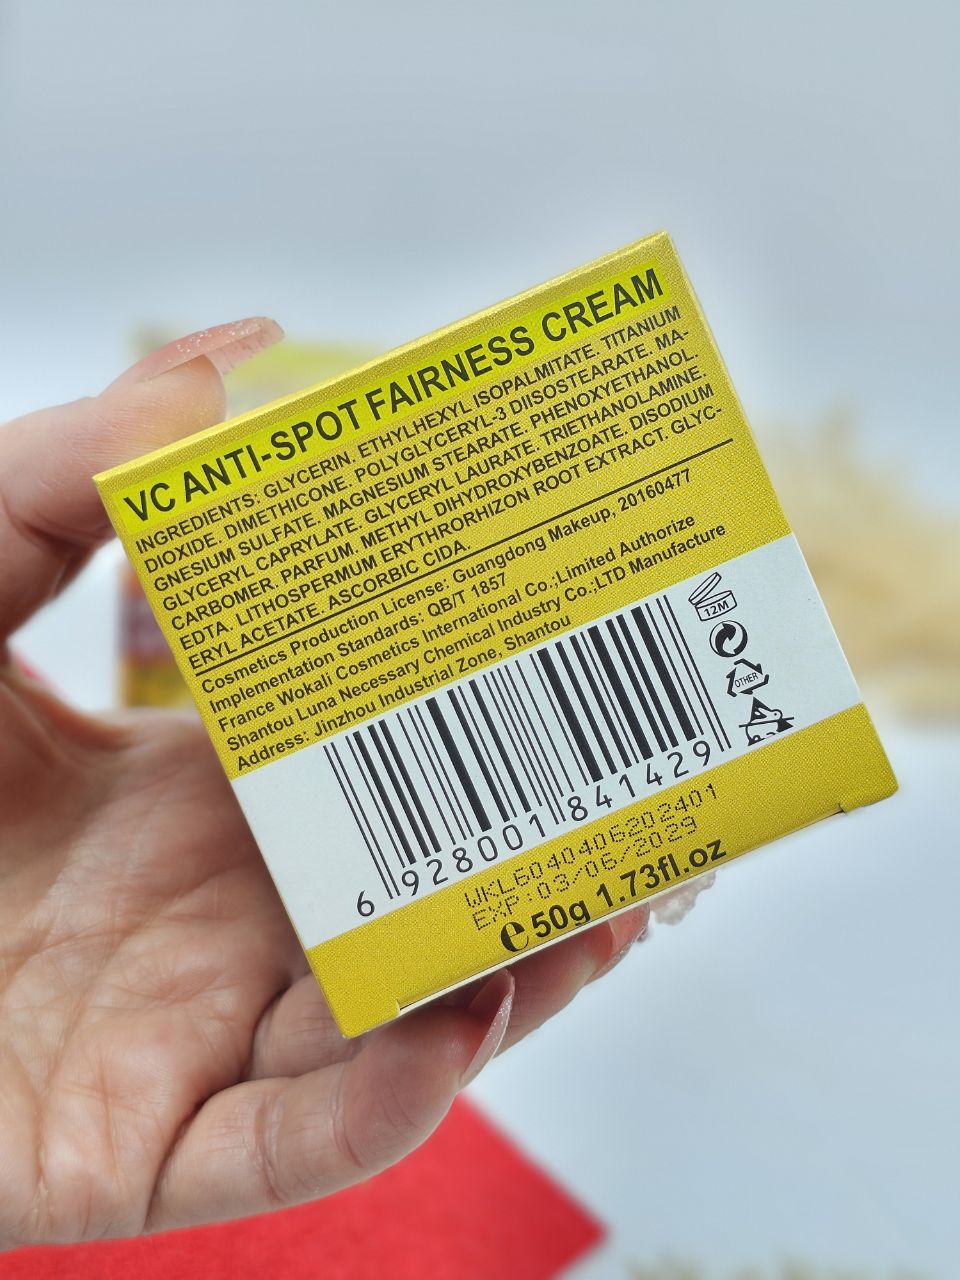 VC ANTI-SPOT FAIRNESS CREAM
INGREDIENTS: GLYCERIN. ETHYLHEXYL ISOPALMITATE. TITANIUM
DIOXIDE. DIMETHICONE. POLYGLYCERYL-3 DIISOSTEARATE. MA-
GNESIUM SULFATE. MAGNESIUM STEARATE. PHENOXYETHANOL.
GLYCERYL CAPRYLATE. GLYCERYL LAURATE. TRIETHANOLAMINE.
CARBOMER. PARFUM. METHYL DIHYDROXYBENZOATE. DISODIUM
EDTA. LITHOSPERMUM ERYTHRORHIZON ROOT EXTRACT. GLYC-
ERYL ACETATE. ASCORBIC CIDA.
Cosmetics Production License: Guangdong Makeup, 20160477
Implementation Standards: QB/T 1857
France Wokali Cosmetics International Co.;Limited Authorize
Shantou Luna Necessary Chemical Industry Co.;LTD Manufacture
Address: Jinzhou Industrial Zone, Shantou
12M
OTHER
6 928001 841429
WKL6040406202401
EXP:03/06/2029
e 50g 1.73fl.oz